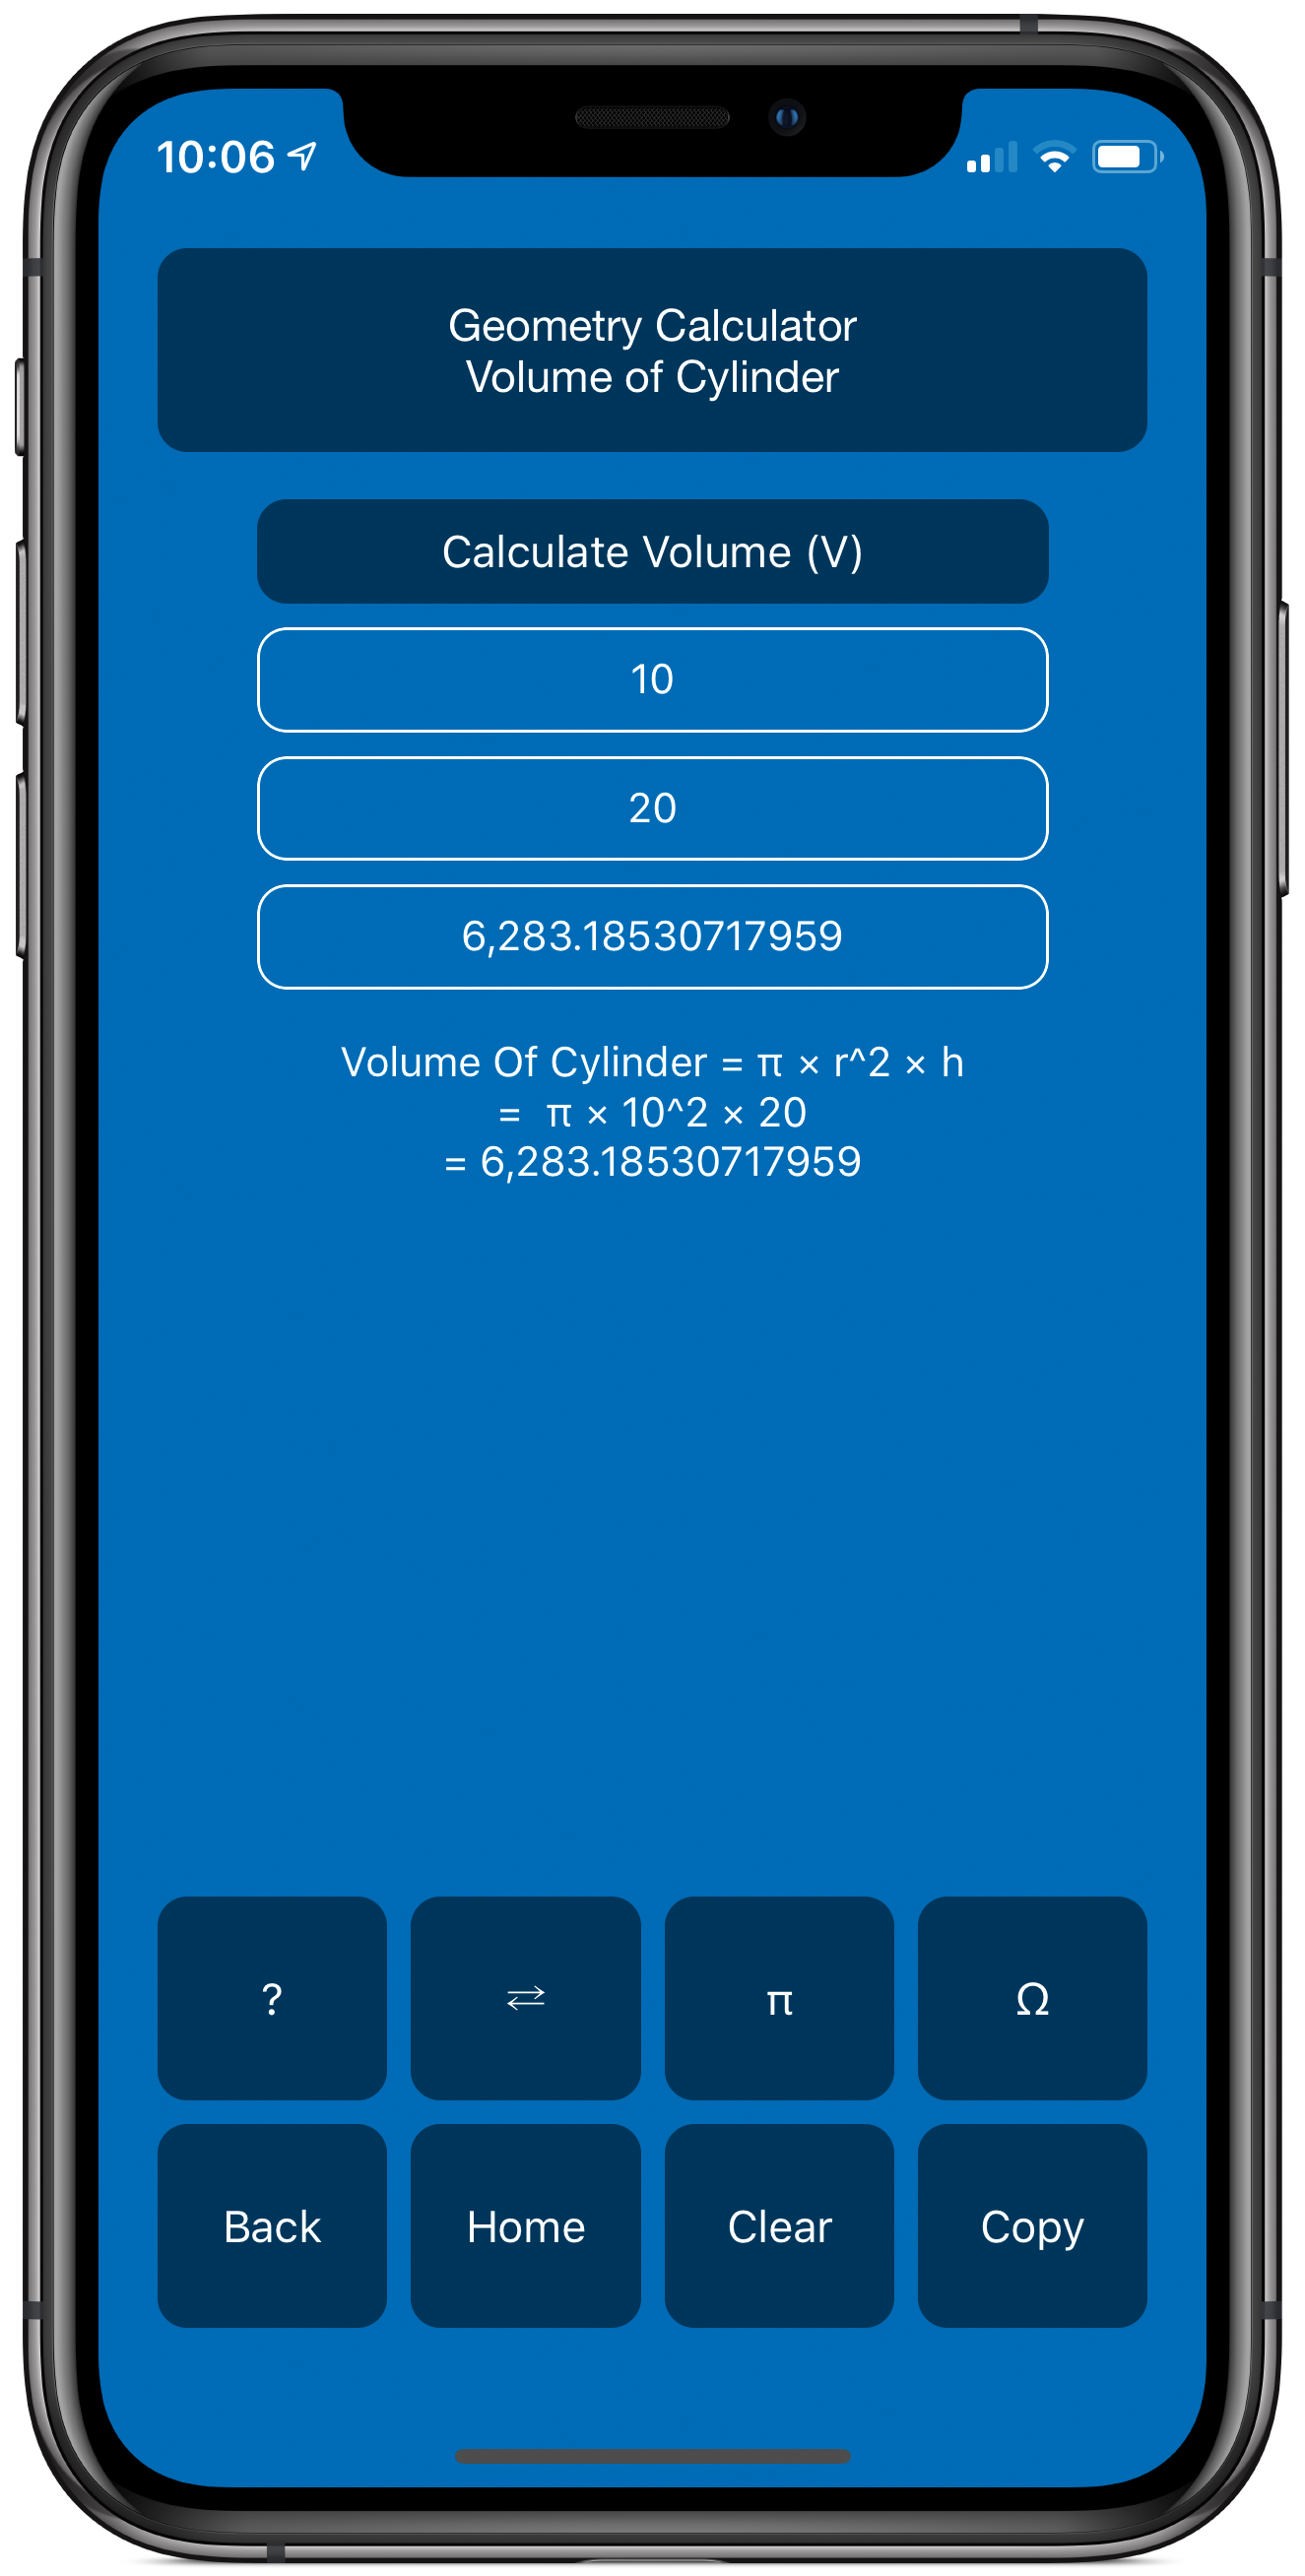 10:06
Geometry Calculator
Volume of Cylinder
Calculate Volume (V)
10
20
6,283.18530717959
Volume Of Cylinder = π × r^2 × h
= π × 10^2 × 20
= 6,283.18530717959
? ⇄ π Ω
Back Home Clear Copy